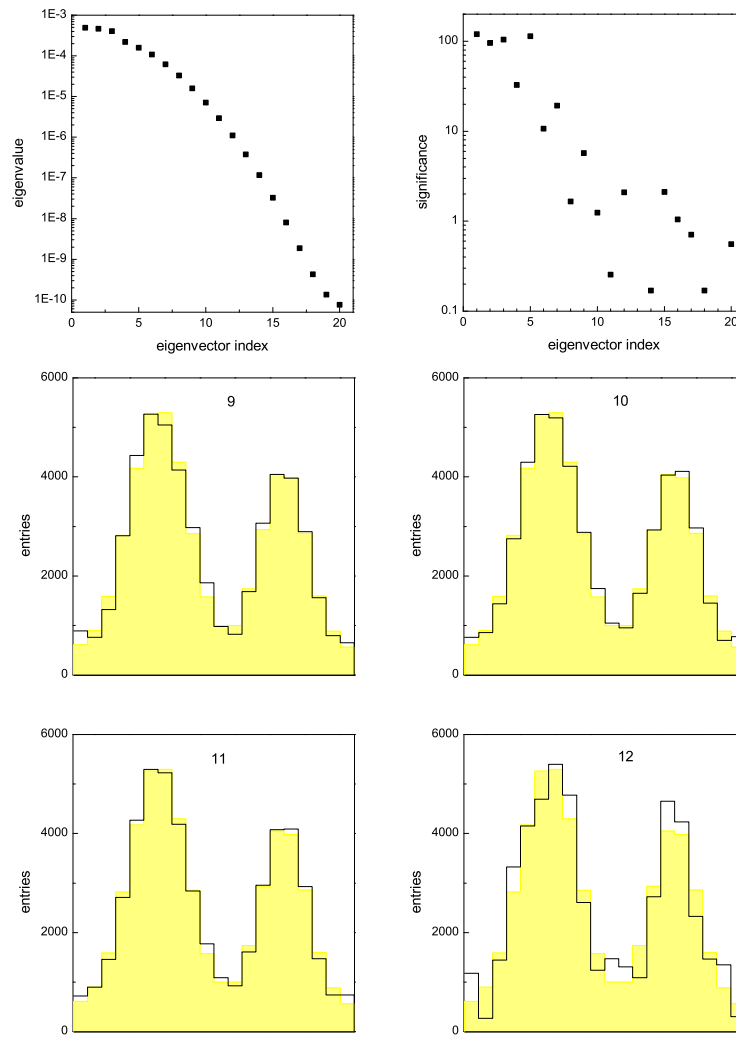 1E-3
1E-4
1E-5
1E-6
1E-7
1E-8
1E-9
1E-10
eigenvalue
0 5 10 15 20
eigenvector index
100
10
1
0.1
significance
0 5 10 15 20
eigenvector index
6000
4000
2000
0
entries
9
6000
4000
2000
0
entries
10
6000
4000
2000
0
entries
11
6000
4000
2000
0
entries
12